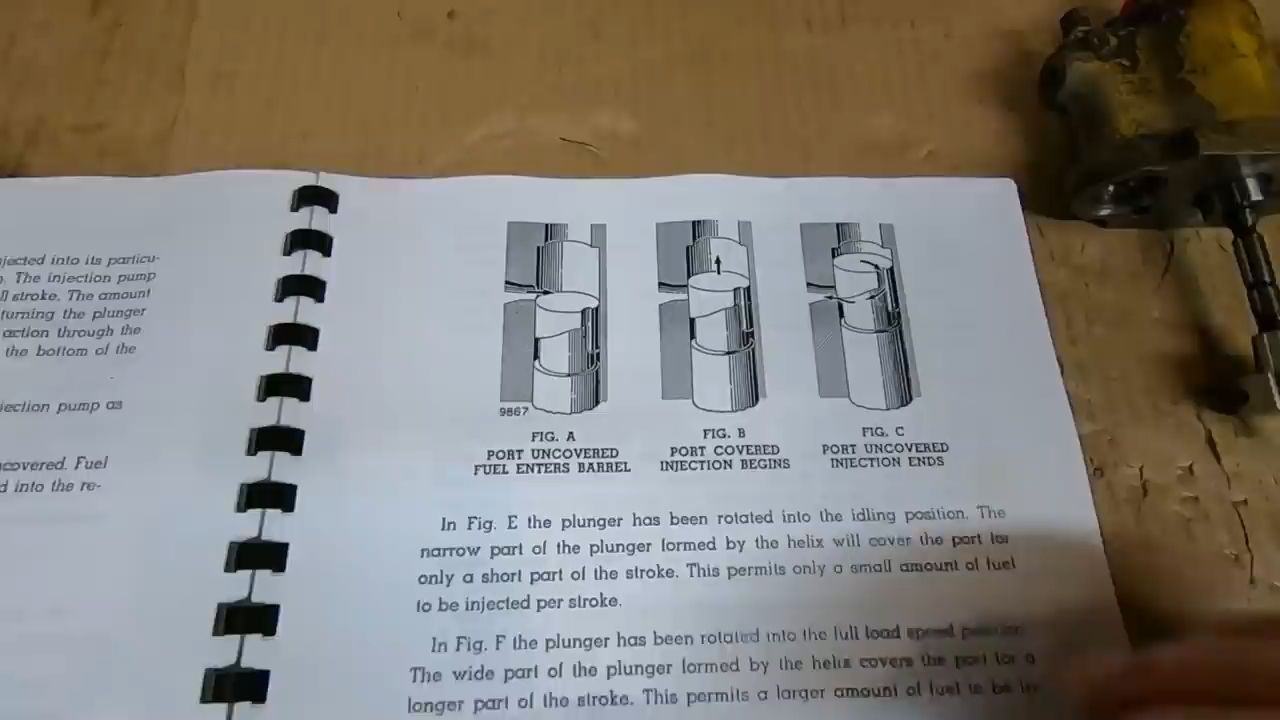 jected into its particu-
. The injection pump
ll stroke. The amount
turning the plunger
action through the
the bottom of the
jection pump as
covered. Fuel
d into the re-
9867
FIG. A
PORT UNCOVERED
FUEL ENTERS BARREL
FIG. B
PORT COVERED
INJECTION BEGINS
FIG. C
PORT UNCOVERED
INJECTION ENDS
In Fig. E the plunger has been rotated into the idling position. The
narrow part of the plunger formed by the helix will cover the port for
only a short part of the stroke. This permits only a small amount of fuel
to be injected per stroke.
In Fig. F the plunger has been rotated into the full load speed
The wide part of the plunger formed by the helix covers the port for a
longer part of the stroke. This permits a larger amount of fuel to be in